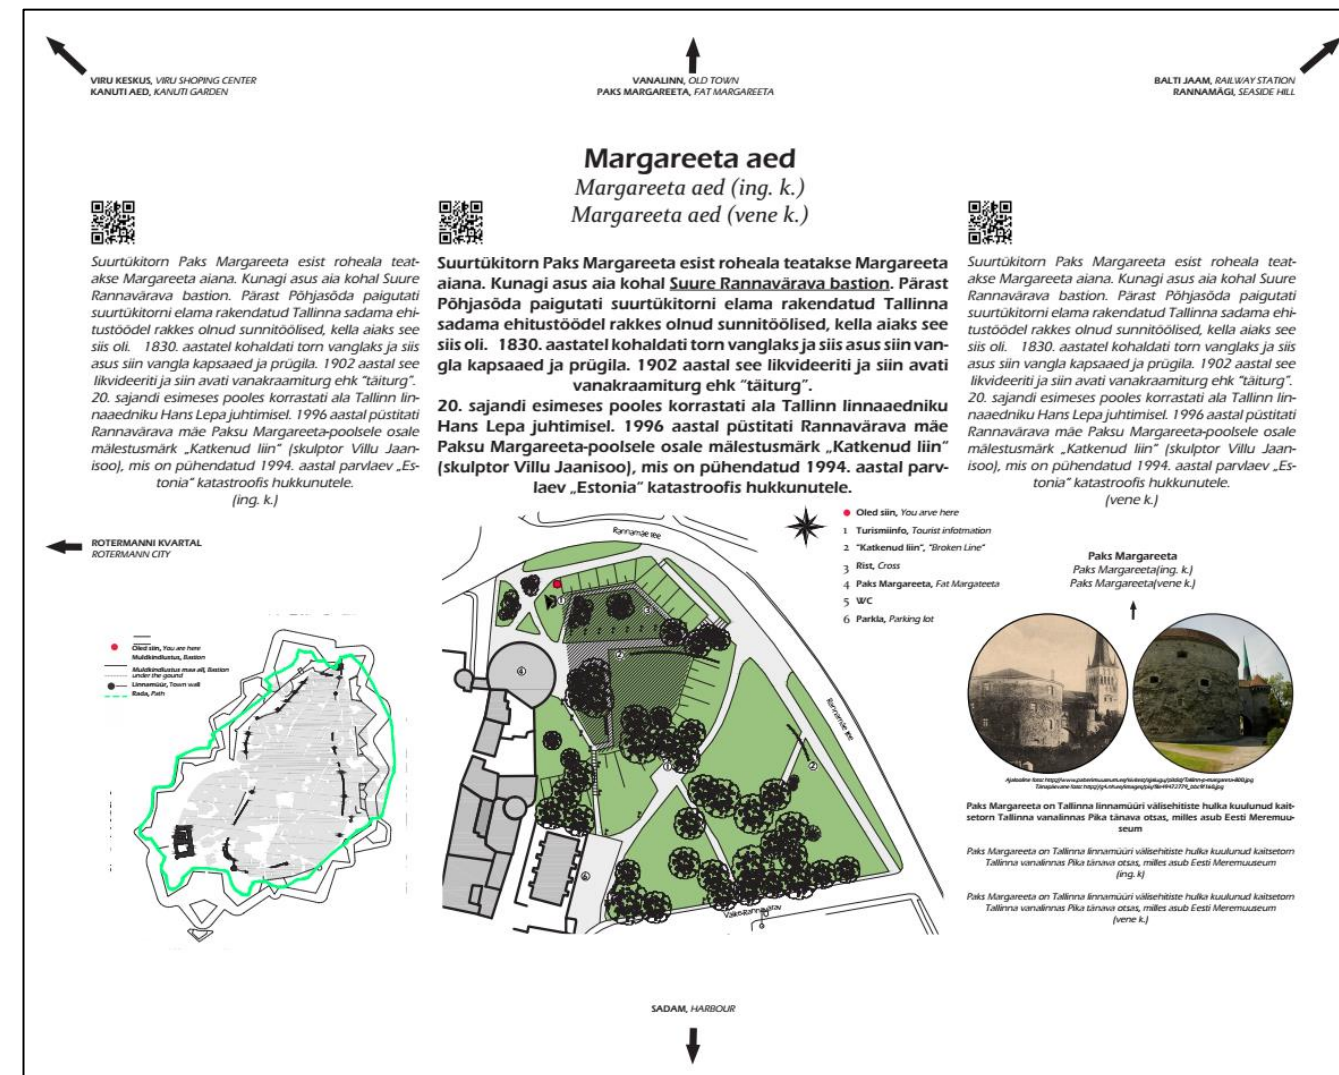 VIRU KESKUS, VIRU SHOPING CENTER
KANUTI AED, KANUTI GARDEN
VANALINN, OLD TOWN
PAKS MARGAREETA, FAT MARGAREETA
BALTI JAAM, RAILWAY STATION
RANNAMÄGI, SEASIDE HILL
Margareeta aed
Margareeta aed (ing. k.)
Margareeta aed (vene k.)
Suurtükitorn Paks Margareeta esist roheala teat-
akse Margareeta aiana. Kunagi asus aia kohal Suure
Rannavärava bastion. Pärast Põhjasõda paigutati
suurtükitorni elama rakendatud Tallinna sadama ehi-
tustöödel rakkes olnud sunnitöölised, kella aiaks see
siis oli. 1830. aastatel kohaldati torn vanglaks ja siis
asus siin vangla kapsaaed ja prügila. 1902 aastal see
likvideeriti ja siin avati vanakraamiturg ehk "täiturg".
20. sajandi esimeses pooles korrastati ala Tallinn lin-
naaedniku Hans Lepa juhtimisel. 1996 aastal püstitati
Rannavärava mäe Paksu Margareeta-poolsele osale
mälestusmärk „Katkenud liin" (skulptor Villu Jaan-
isoo), mis on pühendatud 1994. aastal parvlaev „Es-
tonia" katastroofis hukkunutele.
(ing. k.)
Suurtükitorn Paks Margareeta esist roheala teatakse Margareeta
aiana. Kunagi asus aia kohal Suure Rannavärava bastion. Pärast
Põhjasõda paigutati suurtükitorni elama rakendatud Tallinna
sadama ehitustöödel rakkes olnud sunnitöölised, kella aiaks see
siis oli. 1830. aastatel kohaldati torn vanglaks ja siis asus siin van-
gla kapsaaed ja prügila. 1902 aastal see likvideeriti ja siin avati
vanakraamiturg ehk "täiturg".
20. sajandi esimeses pooles korrastati ala Tallinn linnaaedniku
Hans Lepa juhtimisel. 1996 aastal püstitati Rannavärava mäe
Paksu Margareeta-poolsele osale mälestusmärk „Katkenud liin"
(skulptor Villu Jaanisoo), mis on pühendatud 1994. aastal parv-
laev „Estonia" katastroofis hukkunutele.
Suurtükitorn Paks Margareeta esist roheala teat-
akse Margareeta aiana. Kunagi asus aia kohal Suure
Rannavärava bastion. Pärast Põhjasõda paigutati
suurtükitorni elama rakendatud Tallinna sadama ehi-
tustöödel rakkes olnud sunnitöölised, kella aiaks see
siis oli. 1830. aastatel kohaldati torn vanglaks ja siis
asus siin vangla kapsaaed ja prügila. 1902 aastal see
likvideeriti ja siin avati vanakraamiturg ehk "täiturg".
20. sajandi esimeses pooles korrastati ala Tallinn lin-
naaedniku Hans Lepa juhtimisel. 1996 aastal püstitati
Rannavärava mäe Paksu Margareeta-poolsele osale
mälestusmärk „Katkenud liin" (skulptor Villu Jaan-
isoo), mis on pühendatud 1994. aastal parvlaev „Es-
tonia" katastroofis hukkunutele.
(vene k.)
ROTERMANNI KVARTAL
ROTERMANN CITY
Oled siin, You are here
Muldkindlustus, Bastion
Muldkindlustus maa all, Bastion
under the gound
Linnamüür, Town wall
Rada, Path
Rannamäe tee
Rannamäe tee
Väike Rannavärav
1
2
2
3
4
6
Oled siin, You arve here
1 Turismiinfo, Tourist infotmation
2 "Katkenud liin", "Broken Line"
3 Rist, Cross
4 Paks Margareeta, Fat Margateeta
5 WC
6 Parkla, Parking lot
Paks Margareeta
Paks Margareeta(ing. k.)
Paks Margareeta(vene k.)
Paks Margareeta on Tallinna linnamüüri välisehitiste hulka kuulunud kait-
setorn Tallinna vanalinnas Pika tänava otsas, milles asub Eesti Meremuu-
seum
Paks Margareeta on Tallinna linnamüüri välisehitiste hulka kuulunud kaitsetorn
Tallinna vanalinnas Pika tänava otsas, milles asub Eesti Meremuuseum
(ing. k)
Paks Margareeta on Tallinna linnamüüri välisehitiste hulka kuulunud kaitsetorn
Tallinna vanalinnas Pika tänava otsas, milles asub Eesti Meremuuseum
(vene k.)
SADAM, HARBOUR